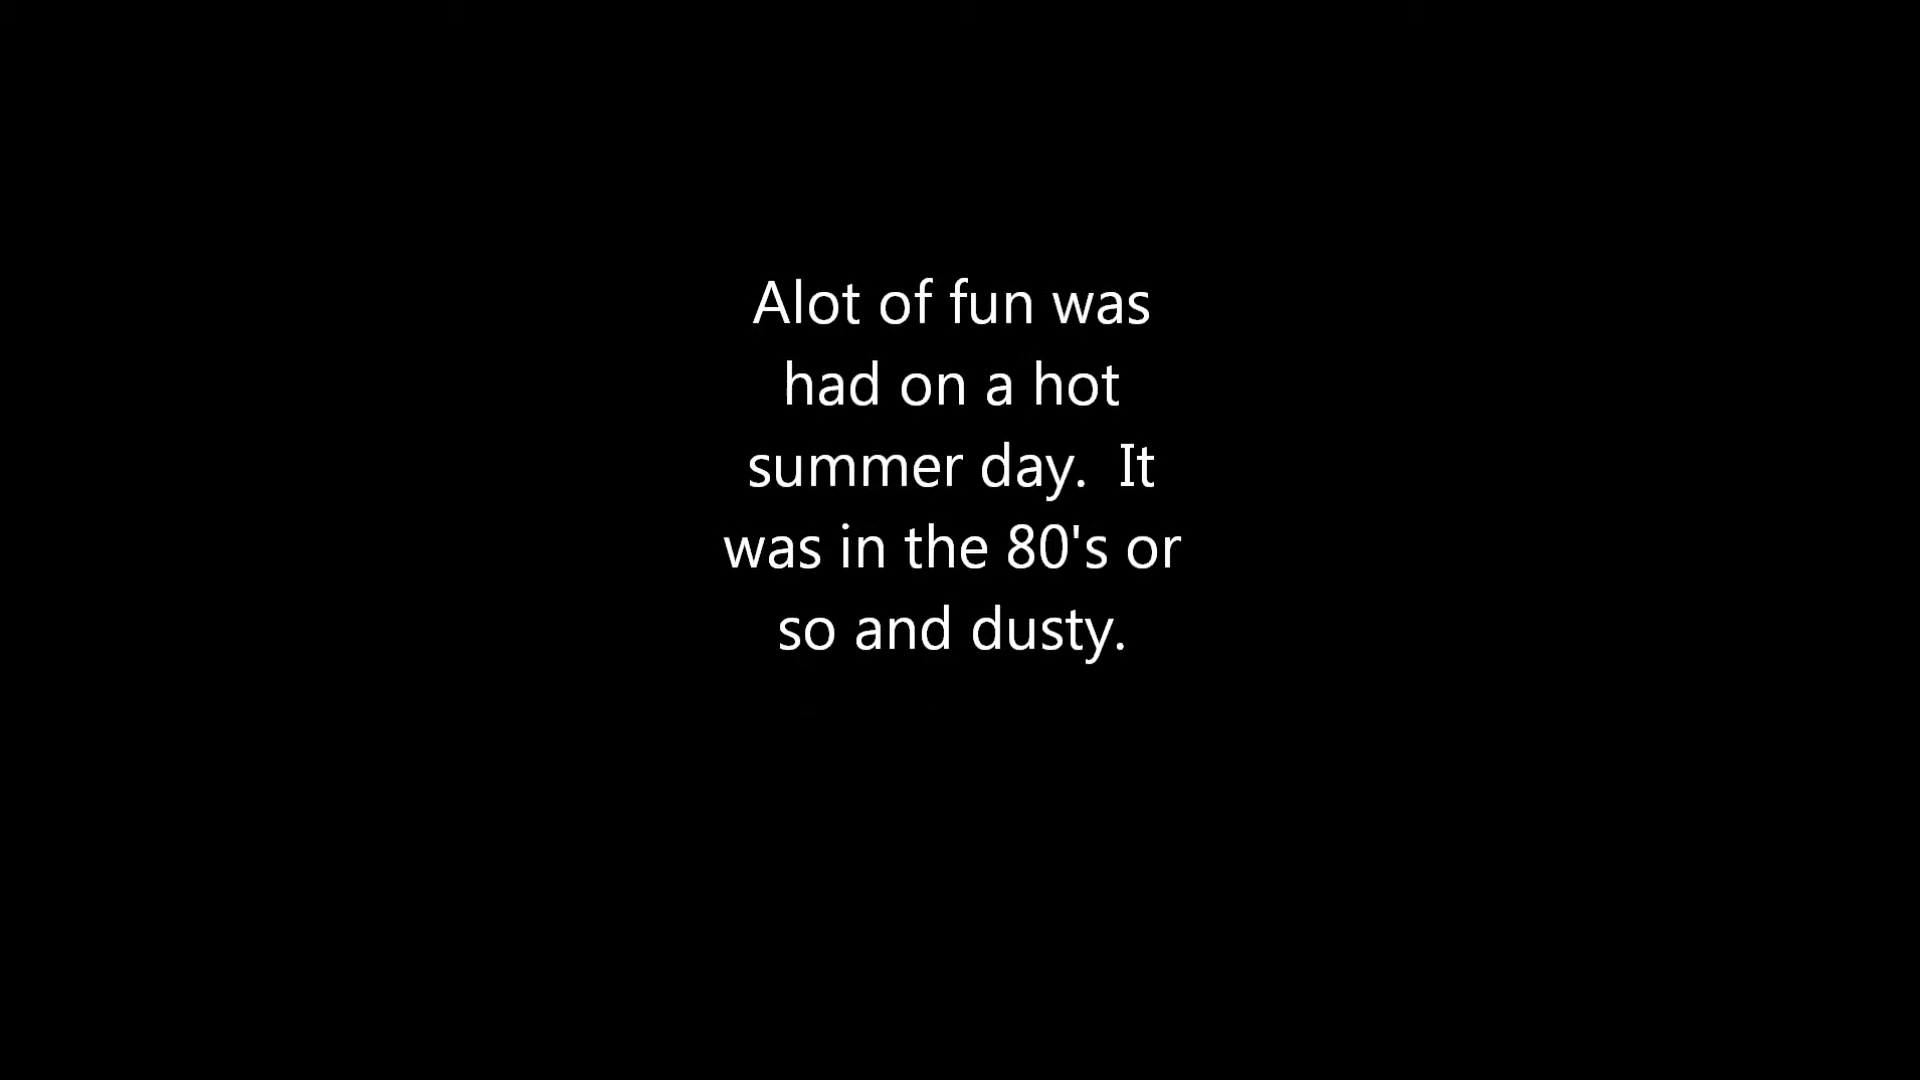 Alot of fun was
had on a hot
summer day.  It
was in the 80's or
so and dusty.